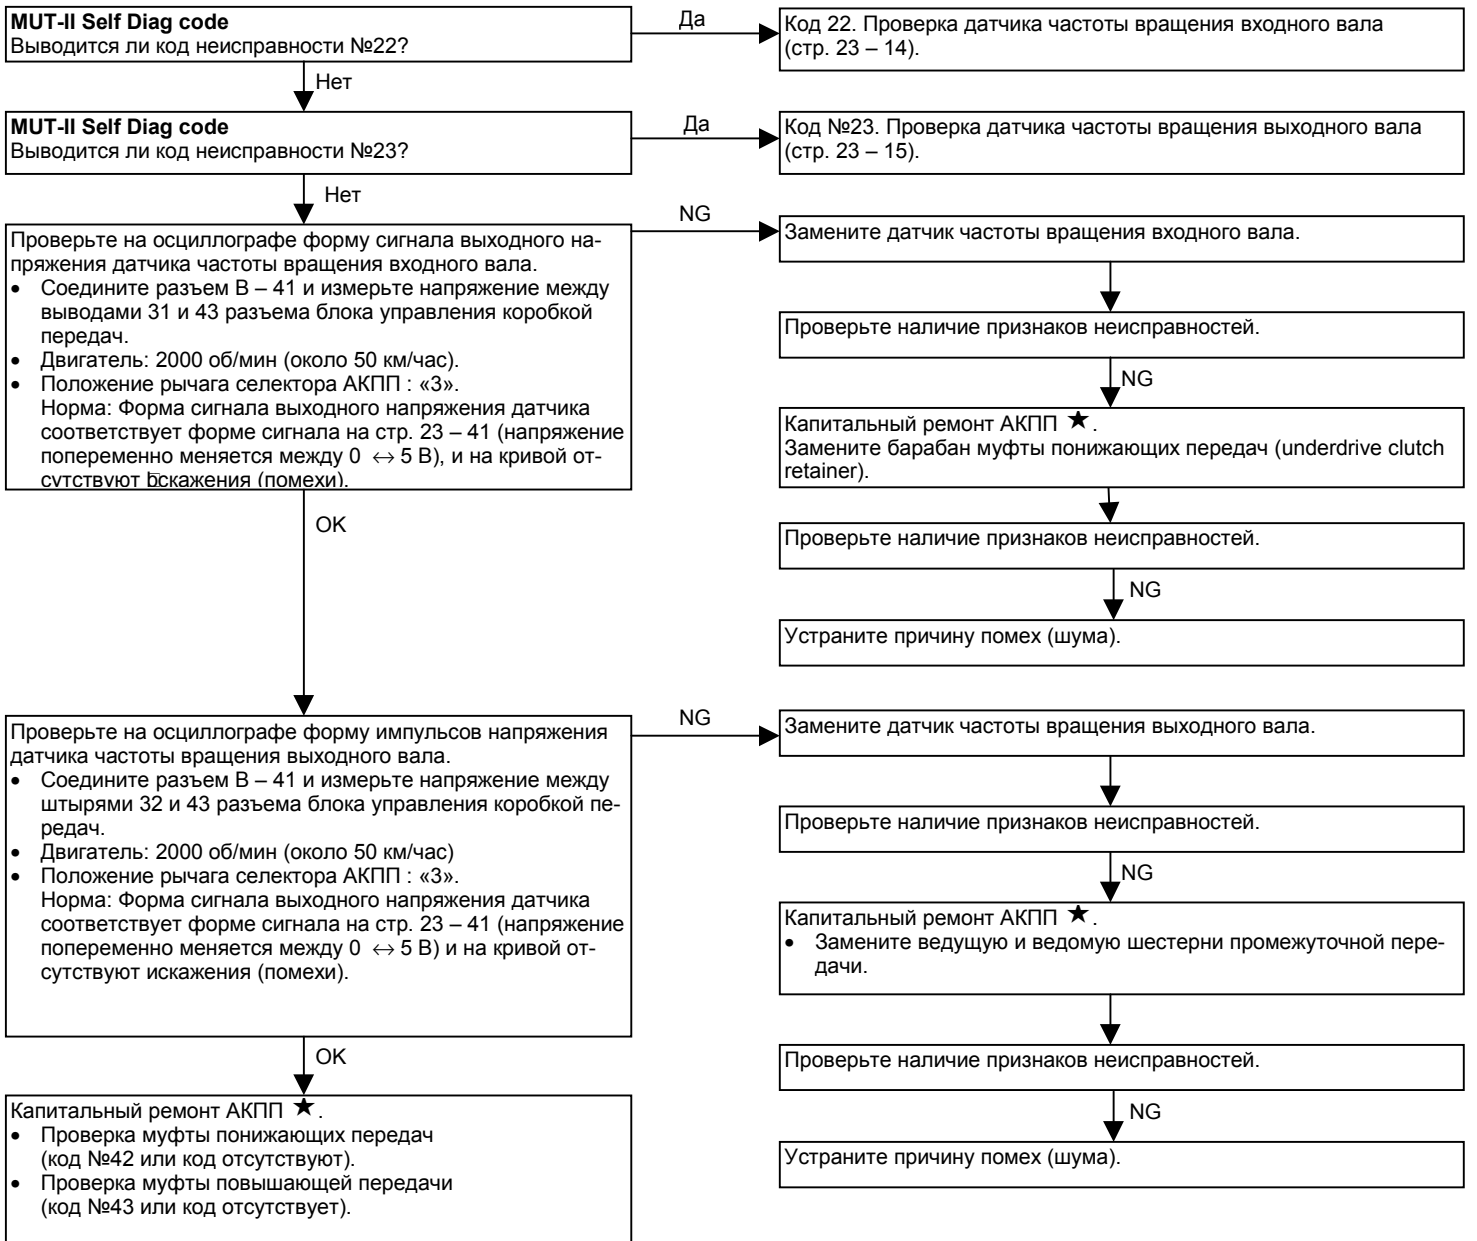 MUT-II Self Diag code
Выводится ли код неисправности №22?
Да
Код 22. Проверка датчика частоты вращения входного вала
(стр. 23 – 14).
Нет
MUT-II Self Diag code
Выводится ли код неисправности №23?
Да
Код №23. Проверка датчика частоты вращения выходного вала
(стр. 23 – 15).
Нет
Проверьте на осциллографе форму сигнала выходного на-
пряжения датчика частоты вращения входного вала.
• Соедините разъем В – 41 и измерьте напряжение между
выводами 31 и 43 разъема блока управления коробкой
передач.
• Двигатель: 2000 об/мин (около 50 км/час).
• Положение рычага селектора АКПП : «3».
Норма: Форма сигнала выходного напряжения датчика
соответствует форме сигнала на стр. 23 – 41 (напряжение
попеременно меняется между 0 ↔ 5 В), и на кривой от-
сутствуют искажения (помехи).
NG
Замените датчик частоты вращения входного вала.
Проверьте наличие признаков неисправностей.
NG
Капитальный ремонт АКПП ★.
Замените барабан муфты понижающих передач (underdrive clutch
retainer).
Проверьте наличие признаков неисправностей.
NG
Устраните причину помех (шума).
OK
Проверьте на осциллографе форму импульсов напряжения
датчика частоты вращения выходного вала.
• Соедините разъем В – 41 и измерьте напряжение между
штырями 32 и 43 разъема блока управления коробкой пе-
редач.
• Двигатель: 2000 об/мин (около 50 км/час)
• Положение рычага селектора АКПП : «3».
Норма: Форма сигнала выходного напряжения датчика
соответствует форме сигнала на стр. 23 – 41 (напряжение
попеременно меняется между 0 ↔ 5 В) и на кривой от-
сутствуют искажения (помехи).
NG
Замените датчик частоты вращения выходного вала.
Проверьте наличие признаков неисправностей.
NG
Капитальный ремонт АКПП ★.
• Замените ведущую и ведомую шестерни промежуточной пере-
дачи.
Проверьте наличие признаков неисправностей.
NG
Устраните причину помех (шума).
OK
Капитальный ремонт АКПП ★.
• Проверка муфты понижающих передач
(код №42 или код отсутствуют).
• Проверка муфты повышающей передачи
(код №43 или код отсутствует).